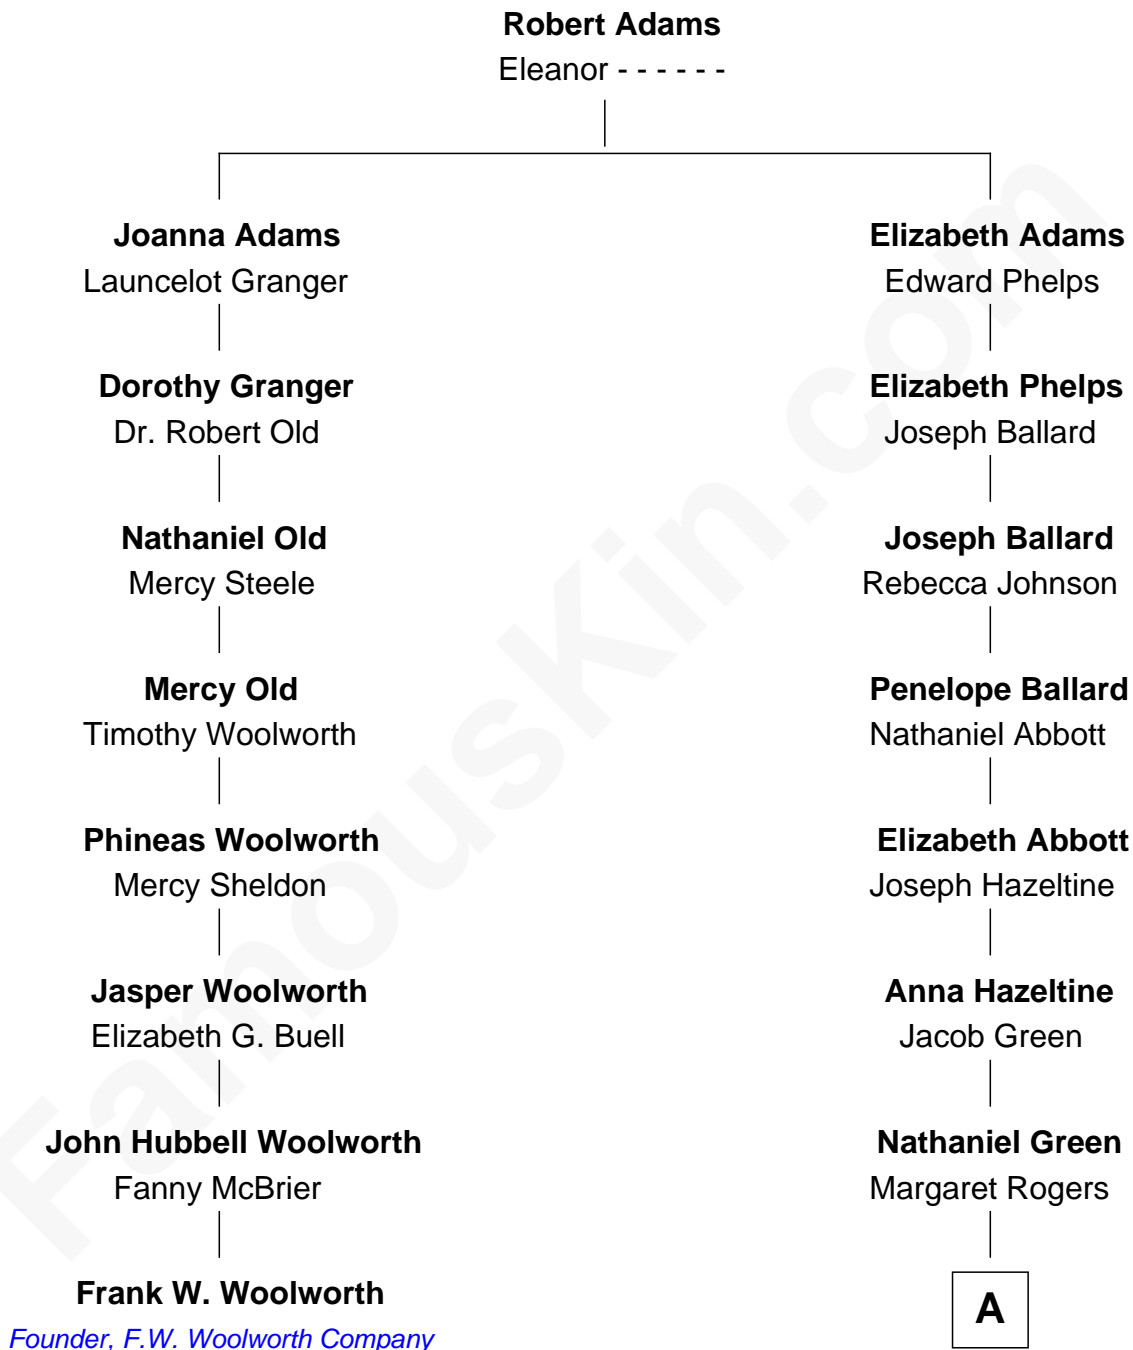 Robert Adams
Eleanor - - - - - -
Joanna Adams
Launcelot Granger
Elizabeth Adams
Edward Phelps
Dorothy Granger
Dr. Robert Old
Elizabeth Phelps
Joseph Ballard
Nathaniel Old
Mercy Steele
Joseph Ballard
Rebecca Johnson
Mercy Old
Timothy Woolworth
Penelope Ballard
Nathaniel Abbott
Phineas Woolworth
Mercy Sheldon
Elizabeth Abbott
Joseph Hazeltine
Jasper Woolworth
Elizabeth G. Buell
Anna Hazeltine
Jacob Green
John Hubbell Woolworth
Fanny McBrier
Nathaniel Green
Margaret Rogers
Frank W. Woolworth
Founder, F.W. Woolworth Company
A
FamousKin.com